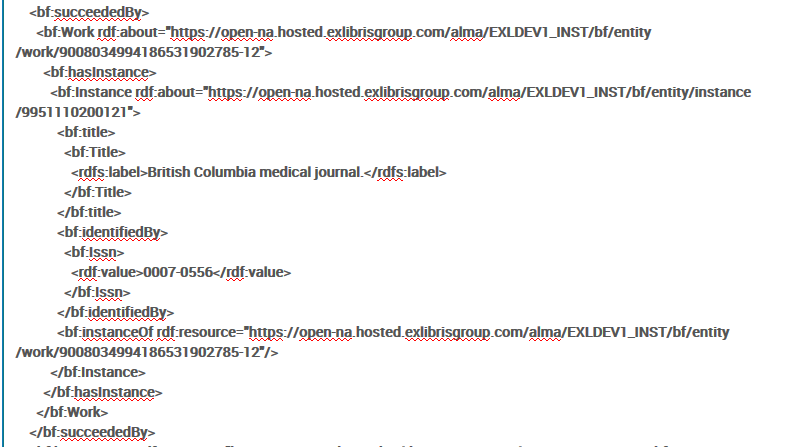 <bf:succeededBy>
<bf:Work rdf:about="https://open-na.hosted.exlibrisgroup.com/alma/EXLDEV1_INST/bf/entity
/work/9008034994186531902785-12">
<bf:hasInstance>
<bf:Instance rdf:about="https://open-na.hosted.exlibrisgroup.com/alma/EXLDEV1_INST/bf/entity/instance
/9951110200121">
<bf:title>
<bf:Title>
<rdfs:label>British Columbia medical journal.</rdfs:label>
</bf:Title>
</bf:title>
<bf:identifiedBy>
<bf:Issn>
<rdf:value>0007-0556</rdf:value>
</bf:Issn>
</bf:identifiedBy>
<bf:instanceOf rdf:resource="https://open-na.hosted.exlibrisgroup.com/alma/EXLDEV1_INST/bf/entity
/work/9008034994186531902785-12"/>
</bf:Instance>
</bf:hasInstance>
</bf:Work>
</bf:succeededBy>